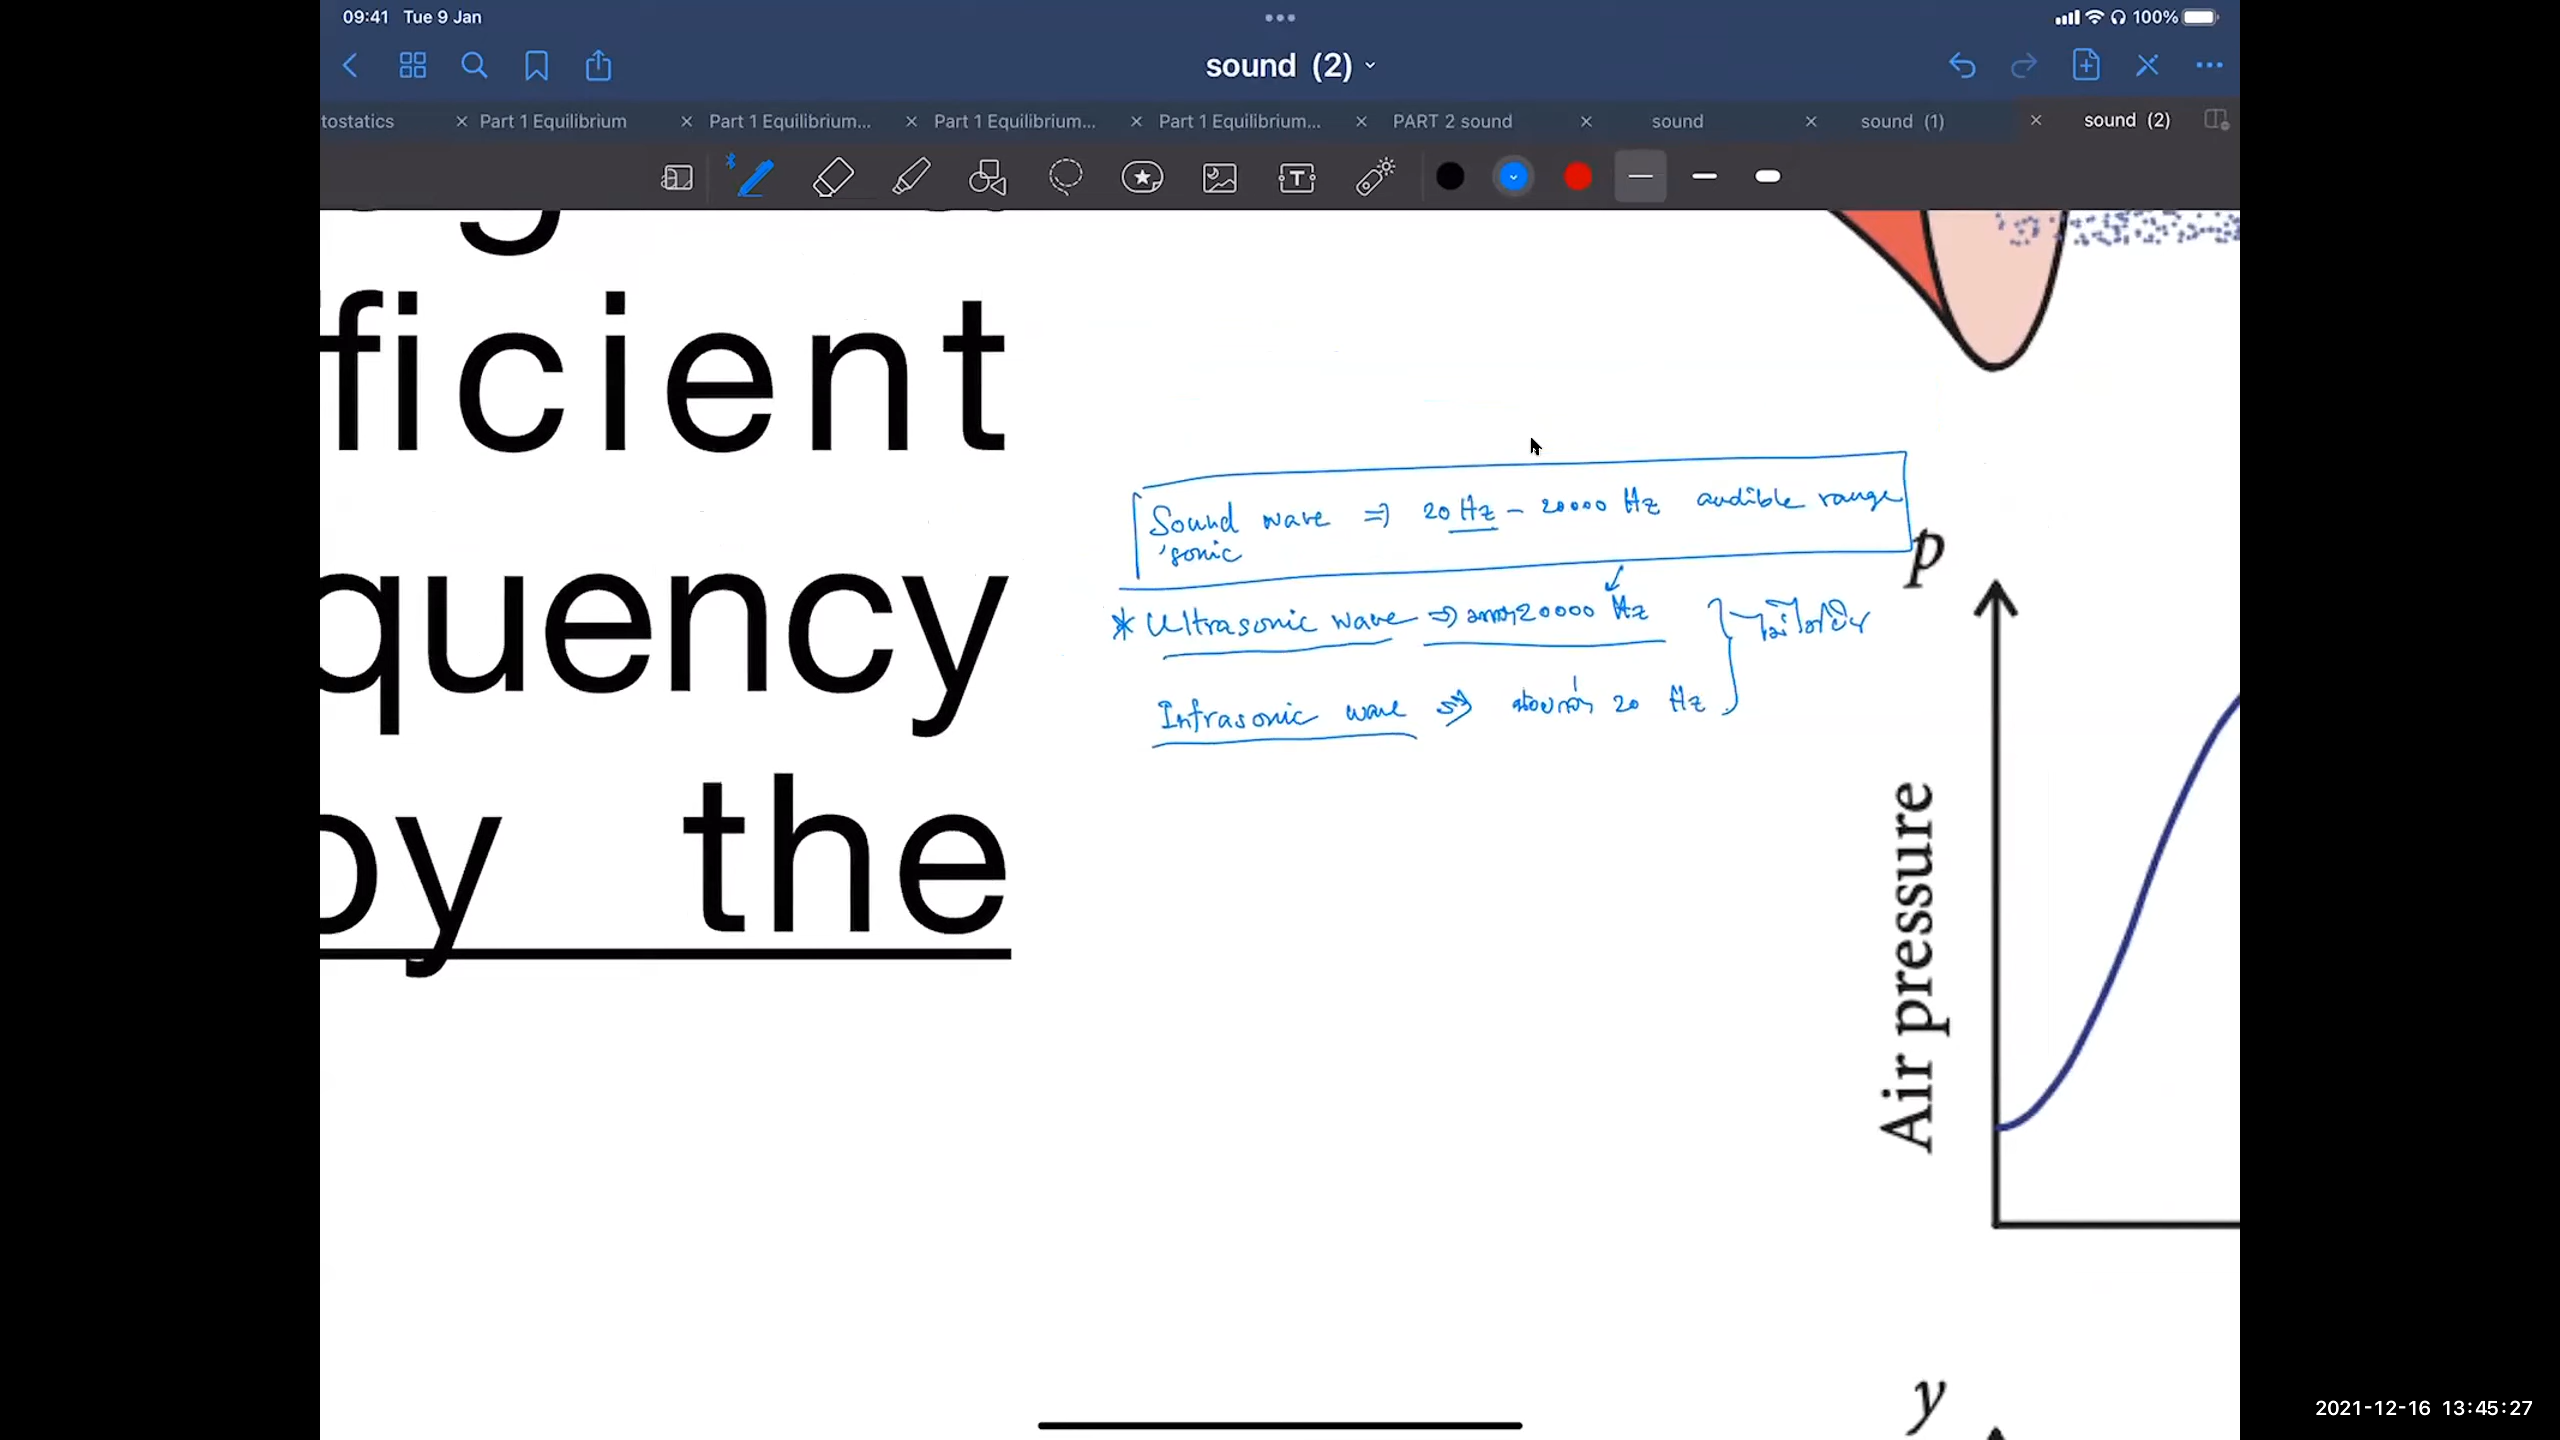 09:41 Tue 9 Jan
100%
sound (2)
tostatics
Part 1 Equilibrium
Part 1 Equilibrium...
Part 1 Equilibrium...
Part 1 Equilibrium...
PART 2 sound
sound
sound (1)
sound (2)
ficient
quency
by the
Sound wave ⇒ 20 Hz – 20000 Hz audible range
sonic
* Ultrasonic wave ⇒ มากกว่า 20000 Hz
ไม่ได้ยิน
Infrasonic wave ⇒ น้อยกว่า 20 Hz
p
Air pressure
y
2021-12-16 13:45:27